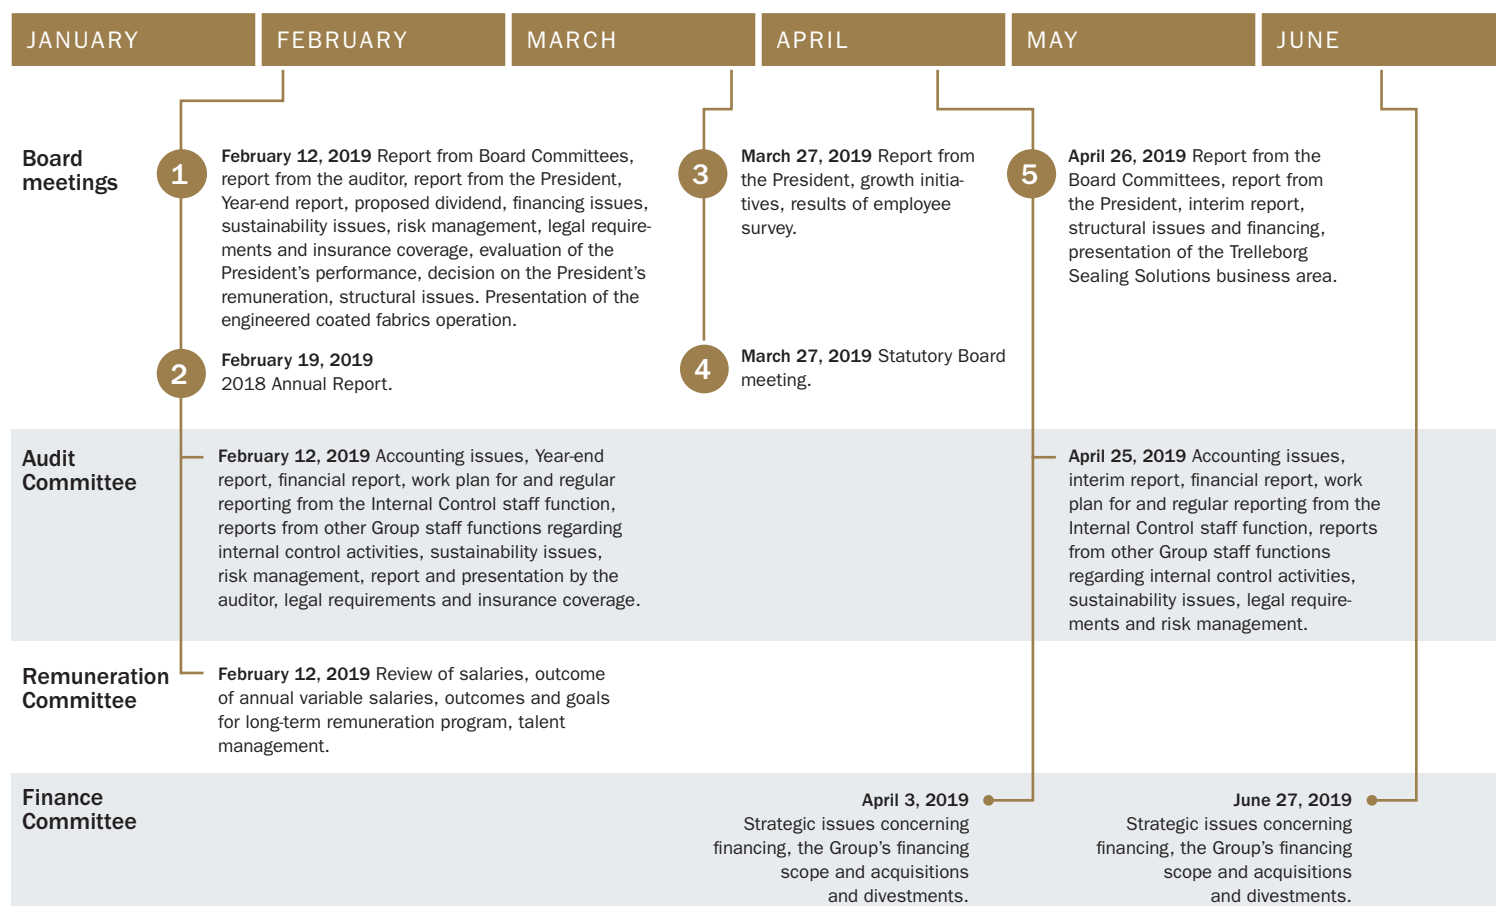 JANUARY
FEBRUARY
MARCH
APRIL
MAY
JUNE
Board
meetings
1
February 12, 2019 Report from Board Committees,
report from the auditor, report from the President,
Year-end report, proposed dividend, financing issues,
sustainability issues, risk management, legal require-
ments and insurance coverage, evaluation of the
President’s performance, decision on the President’s
remuneration, structural issues. Presentation of the
engineered coated fabrics operation.
2
February 19, 2019
2018 Annual Report.
3
March 27, 2019 Report from
the President, growth initia-
tives, results of employee
survey.
4
March 27, 2019 Statutory Board
meeting.
5
April 26, 2019 Report from the
Board Committees, report from
the President, interim report,
structural issues and financing,
presentation of the Trelleborg
Sealing Solutions business area.
Audit
Committee
February 12, 2019 Accounting issues, Year-end
report, financial report, work plan for and regular
reporting from the Internal Control staff function,
reports from other Group staff functions regarding
internal control activities, sustainability issues,
risk management, report and presentation by the
auditor, legal requirements and insurance coverage.
April 25, 2019 Accounting issues,
interim report, financial report, work
plan for and regular reporting from the
Internal Control staff function, reports
from other Group staff functions
regarding internal control activities,
sustainability issues, legal require-
ments and risk management.
Remuneration
Committee
February 12, 2019 Review of salaries, outcome
of annual variable salaries, outcomes and goals
for long-term remuneration program, talent
management.
Finance
Committee
April 3, 2019
Strategic issues concerning
financing, the Group’s financing
scope and acquisitions
and divestments.
June 27, 2019
Strategic issues concerning
financing, the Group’s financing
scope and acquisitions
and divestments.